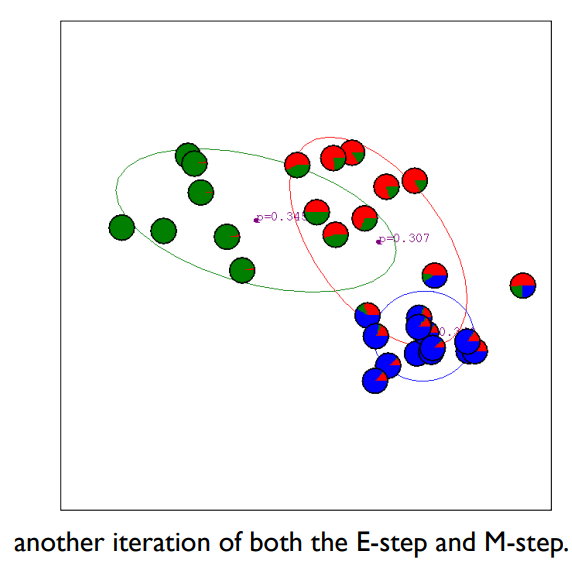 p=0.345
p=0.307
another iteration of both the E-step and M-step.